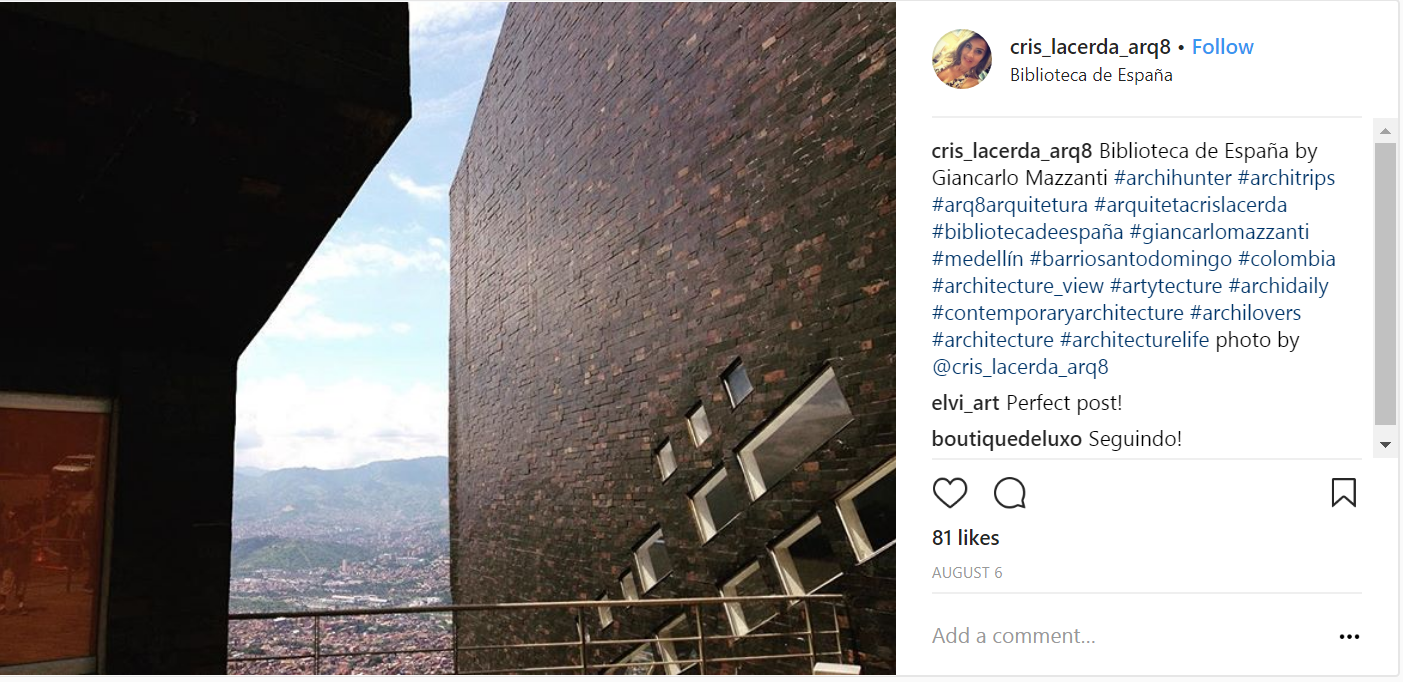 cris_lacerda_arq8 • Follow
Biblioteca de España
cris_lacerda_arq8 Biblioteca de España by
Giancarlo Mazzanti #archihunter #architrips
#arq8arquitetura #arquitetacrislacerda
#bibliotecadeespaña #giancarlomazzanti
#medellín #barriosantodomingo #colombia
#architecture_view #artytecture #archidaily
#contemporaryarchitecture #archilovers
#architecture #architecturelife photo by
@cris_lacerda_arq8
elvi_art Perfect post!
boutiquedeluxo Seguindo!
81 likes
AUGUST 6
Add a comment...